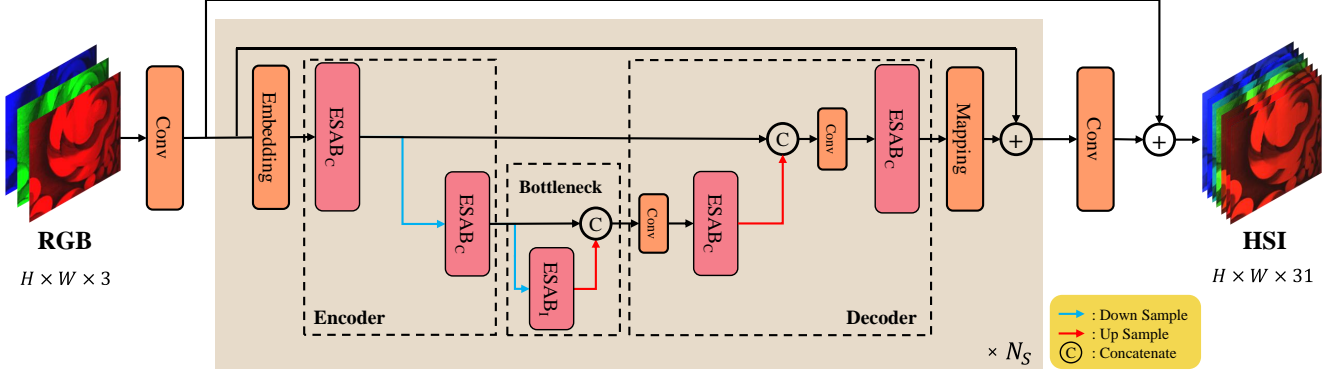 RGB
H × W × 3
Conv
Embedding
ESAB_C
Encoder
ESAB_C
Bottleneck
C
ESAB_I
Conv
ESAB_C
Decoder
C
Conv
ESAB_C
Mapping
+
× N_S
Conv
+
HSI
H × W × 31
: Down Sample
: Up Sample
C : Concatenate